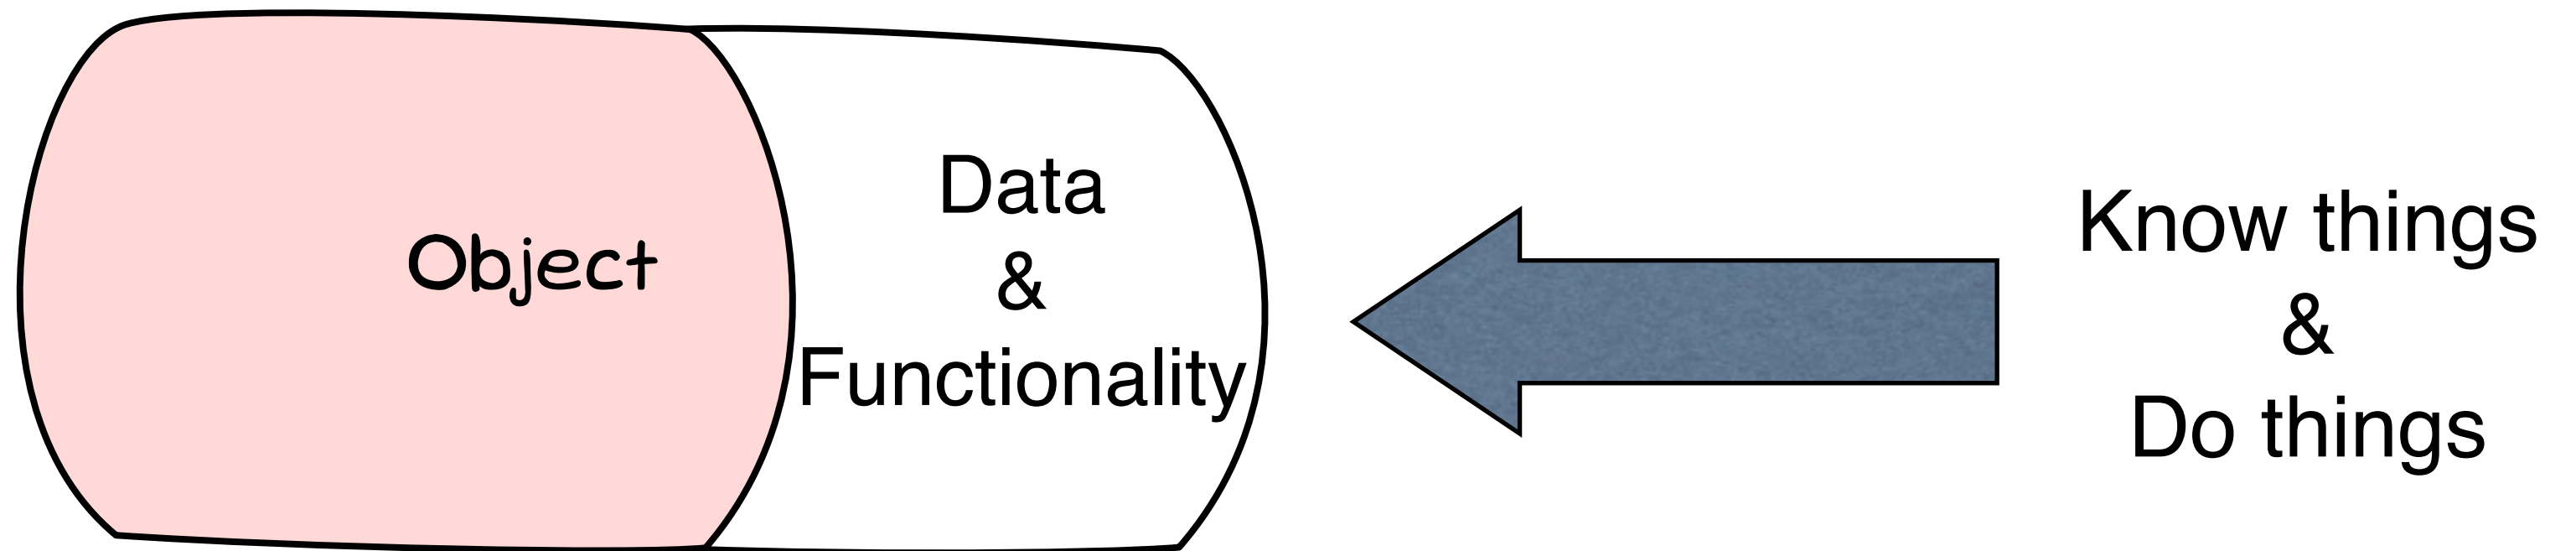 Object
Data
&
Functionality
Know things
&
Do things